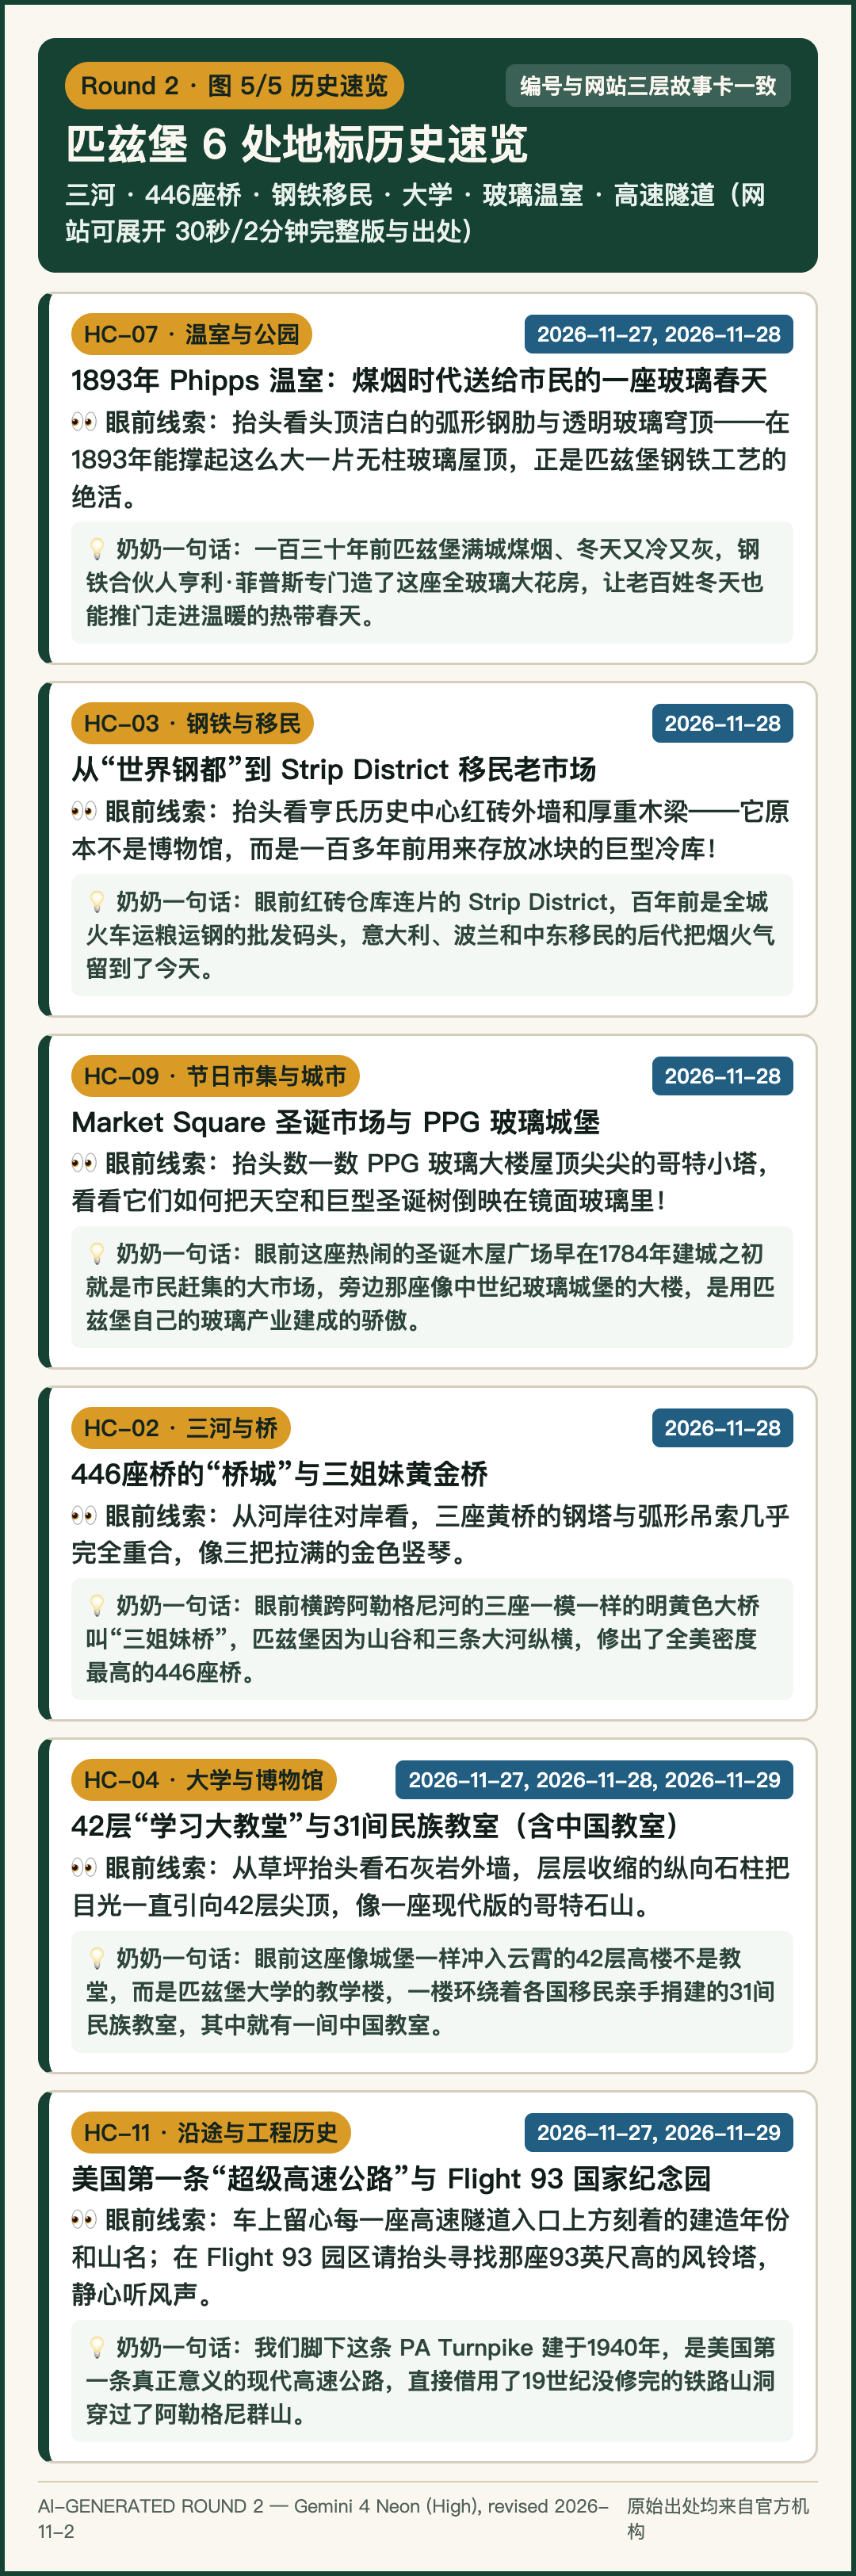 Round 2 · 图 5/5 历史速览
编号与网站三层故事卡一致
匹兹堡 6 处地标历史速览
三河 · 446座桥 · 钢铁移民 · 大学 · 玻璃温室 · 高速隧道（网
站可展开 30秒/2分钟完整版与出处）
HC-07 · 温室与公园
2026-11-27, 2026-11-28
1893年 Phipps 温室：煤烟时代送给市民的一座玻璃春天
👀 眼前线索：抬头看头顶洁白的弧形钢肋与透明玻璃穹顶——在
1893年能撑起这么大一片无柱玻璃屋顶，正是匹兹堡钢铁工艺的
绝活。
💡 奶奶一句话：一百三十年前匹兹堡满城煤烟、冬天又冷又灰，钢
铁合伙人亨利·菲普斯专门造了这座全玻璃大花房，让老百姓冬天也
能推门走进温暖的热带春天。
HC-03 · 钢铁与移民
2026-11-28
从“世界钢都”到 Strip District 移民老市场
👀 眼前线索：抬头看亨氏历史中心红砖外墙和厚重木梁——它原
本不是博物馆，而是一百多年前用来存放冰块的巨型冷库！
💡 奶奶一句话：眼前红砖仓库连片的 Strip District，百年前是全城
火车运粮运钢的批发码头，意大利、波兰和中东移民的后代把烟火气
留到了今天。
HC-09 · 节日市集与城市
2026-11-28
Market Square 圣诞市场与 PPG 玻璃城堡
👀 眼前线索：抬头数一数 PPG 玻璃大楼屋顶尖尖的哥特小塔，
看看它们如何把天空和巨型圣诞树倒映在镜面玻璃里！
💡 奶奶一句话：眼前这座热闹的圣诞木屋广场早在1784年建城之初
就是市民赶集的大市场，旁边那座像中世纪玻璃城堡的大楼，是用匹
兹堡自己的玻璃产业建成的骄傲。
HC-02 · 三河与桥
2026-11-28
446座桥的“桥城”与三姐妹黄金桥
👀 眼前线索：从河岸往对岸看，三座黄桥的钢塔与弧形吊索几乎
完全重合，像三把拉满的金色竖琴。
💡 奶奶一句话：眼前横跨阿勒格尼河的三座一模一样的明黄色大桥
叫“三姐妹桥”，匹兹堡因为山谷和三条大河纵横，修出了全美密度
最高的446座桥。
HC-04 · 大学与博物馆
2026-11-27, 2026-11-28, 2026-11-29
42层“学习大教堂”与31间民族教室（含中国教室）
👀 眼前线索：从草坪抬头看石灰岩外墙，层层收缩的纵向石柱把
目光一直引向42层尖顶，像一座现代版的哥特石山。
💡 奶奶一句话：眼前这座像城堡一样冲入云霄的42层高楼不是教
堂，而是匹兹堡大学的教学楼，一楼环绕着各国移民亲手捐建的31间
民族教室，其中就有一间中国教室。
HC-11 · 沿途与工程历史
2026-11-27, 2026-11-29
美国第一条“超级高速公路”与 Flight 93 国家纪念园
👀 眼前线索：车上留心每一座高速隧道入口上方刻着的建造年份
和山名；在 Flight 93 园区请抬头寻找那座93英尺高的风铃塔，
静心听风声。
💡 奶奶一句话：我们脚下这条 PA Turnpike 建于1940年，是美国第
一条真正意义的现代高速公路，直接借用了19世纪没修完的铁路山洞
穿过了阿勒格尼群山。
AI-GENERATED ROUND 2 — Gemini 4 Neon (High), revised 2026-
11-2
原始出处均来自官方机
构